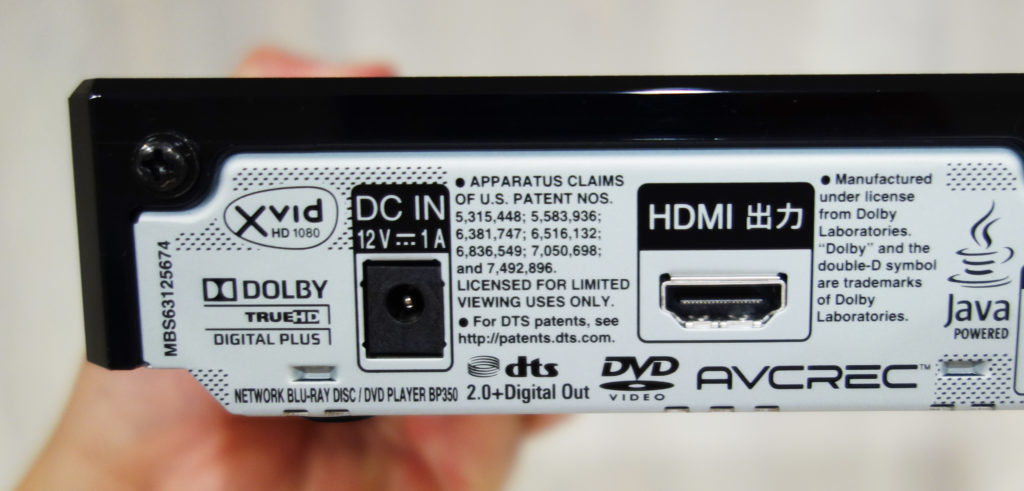 xvid
HD 1080
MBS63125674
DOLBY
TRUEHD
DIGITAL PLUS
NETWORK BLU-RAY DISC / DVD PLAYER BP350
DC IN
12 V ⎓ 1 A
● APPARATUS CLAIMS
OF U.S. PATENT NOS.
5,315,448; 5,583,936;
6,381,747; 6,516,132;
6,836,549; 7,050,698;
and 7,492,896.
LICENSED FOR LIMITED
VIEWING USES ONLY.
● For DTS patents, see
http://patents.dts.com.
dts
2.0+Digital Out
HDMI 出力
DVD
VIDEO
AVCREC™
● Manufactured
under license
from Dolby
Laboratories.
“Dolby” and the
double-D symbol
are trademarks
of Dolby
Laboratories.
Java
POWERED